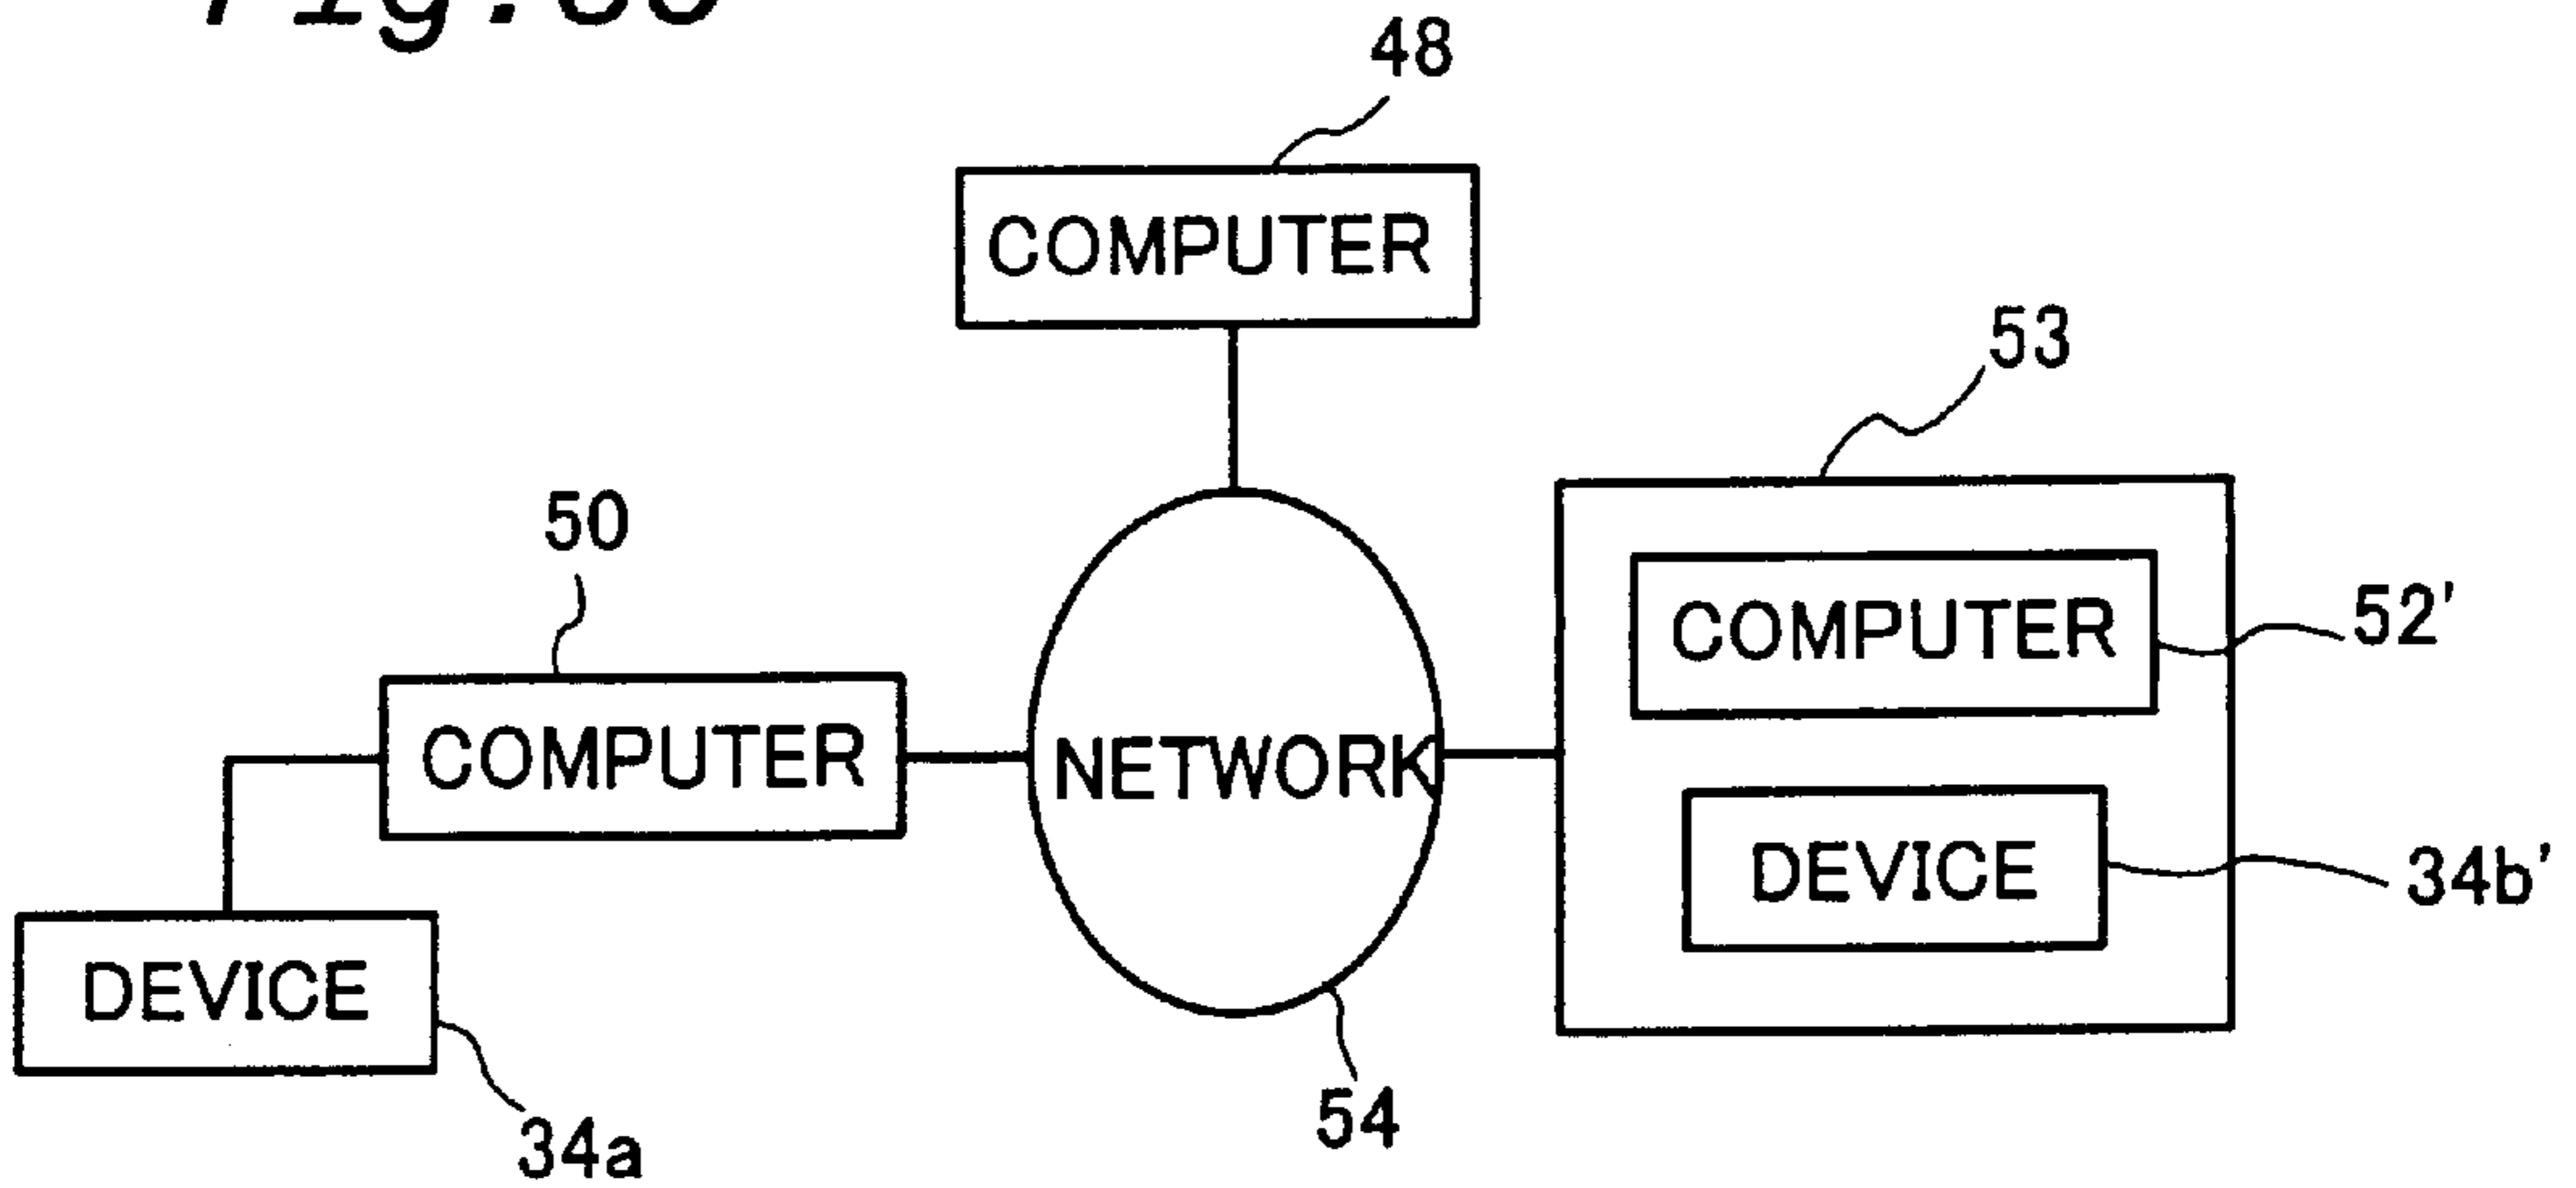 48
COMPUTER
53
50
COMPUTER
52'
COMPUTER
NETWORK
DEVICE
34b'
DEVICE
54
34a